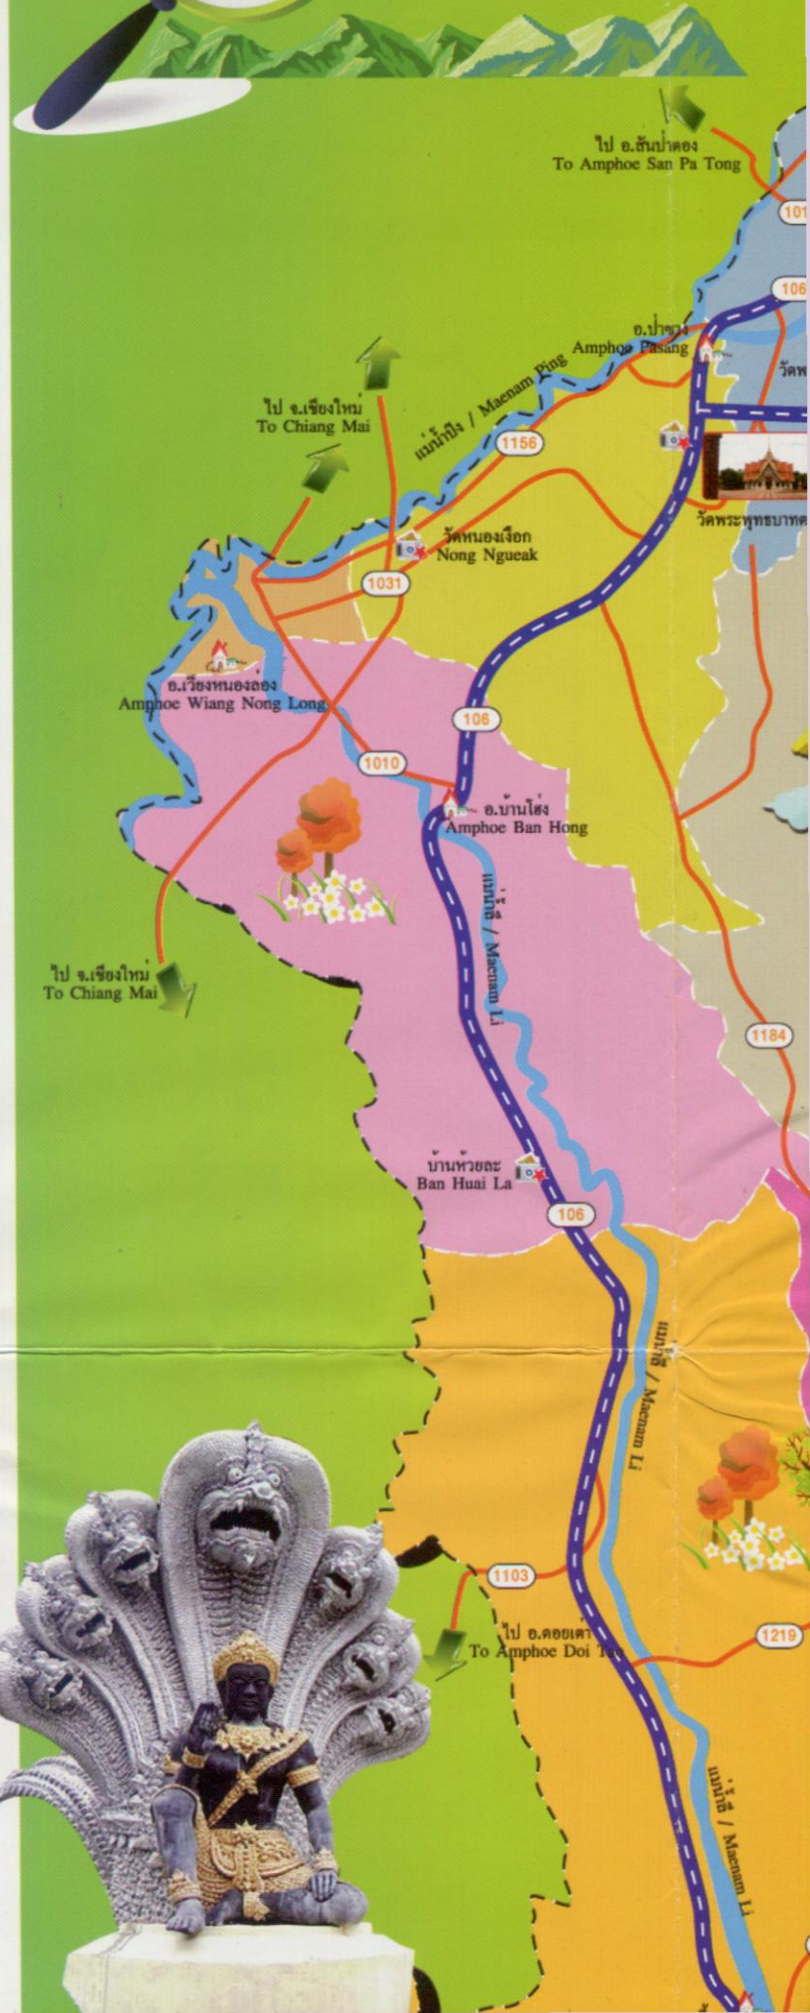 ไป อ.สันป่าตอง
To Amphoe San Pa Tong
101
106
อ.ป่าซาง
Amphoe Pasang
วัดพ
ไป จ.เชียงใหม่
To Chiang Mai
แม่น้ำปิง / Maenam Ping
1156
วัดพระพุทธบาทต
วัดหนองเงือก
Nong Ngueak
1031
อ.เวียงหนองล่อง
Amphoe Wiang Nong Long
106
1010
อ.บ้านโฮ่ง
Amphoe Ban Hong
แม่น้ำลี้ / Maenam Li
ไป จ.เชียงใหม่
To Chiang Mai
1184
บ้านห้วยละ
Ban Huai La
106
แม่น้ำลี้ / Maenam Li
1103
ไป อ.ดอยเต่า
To Amphoe Doi Tao
1219
แม่น้ำลี้ / Maenam Li